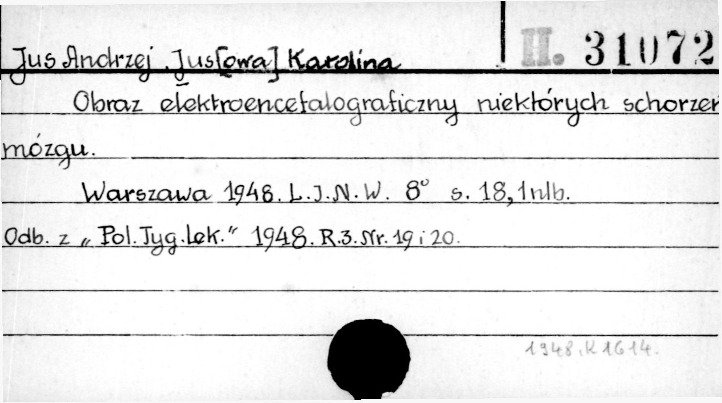 II. 31072
Jus Andrzej. Jus[owa] Karolina
Obraz elektroencefalograficzny niektórych schorzeń
mózgu.
Warszawa 1948. L.I.N.W. 8° s. 18, 1 nlb.
Odb. z „Pol. Tyg. Lek." 1948. R.3. Nr. 19 i 20.
1948. K 1614.